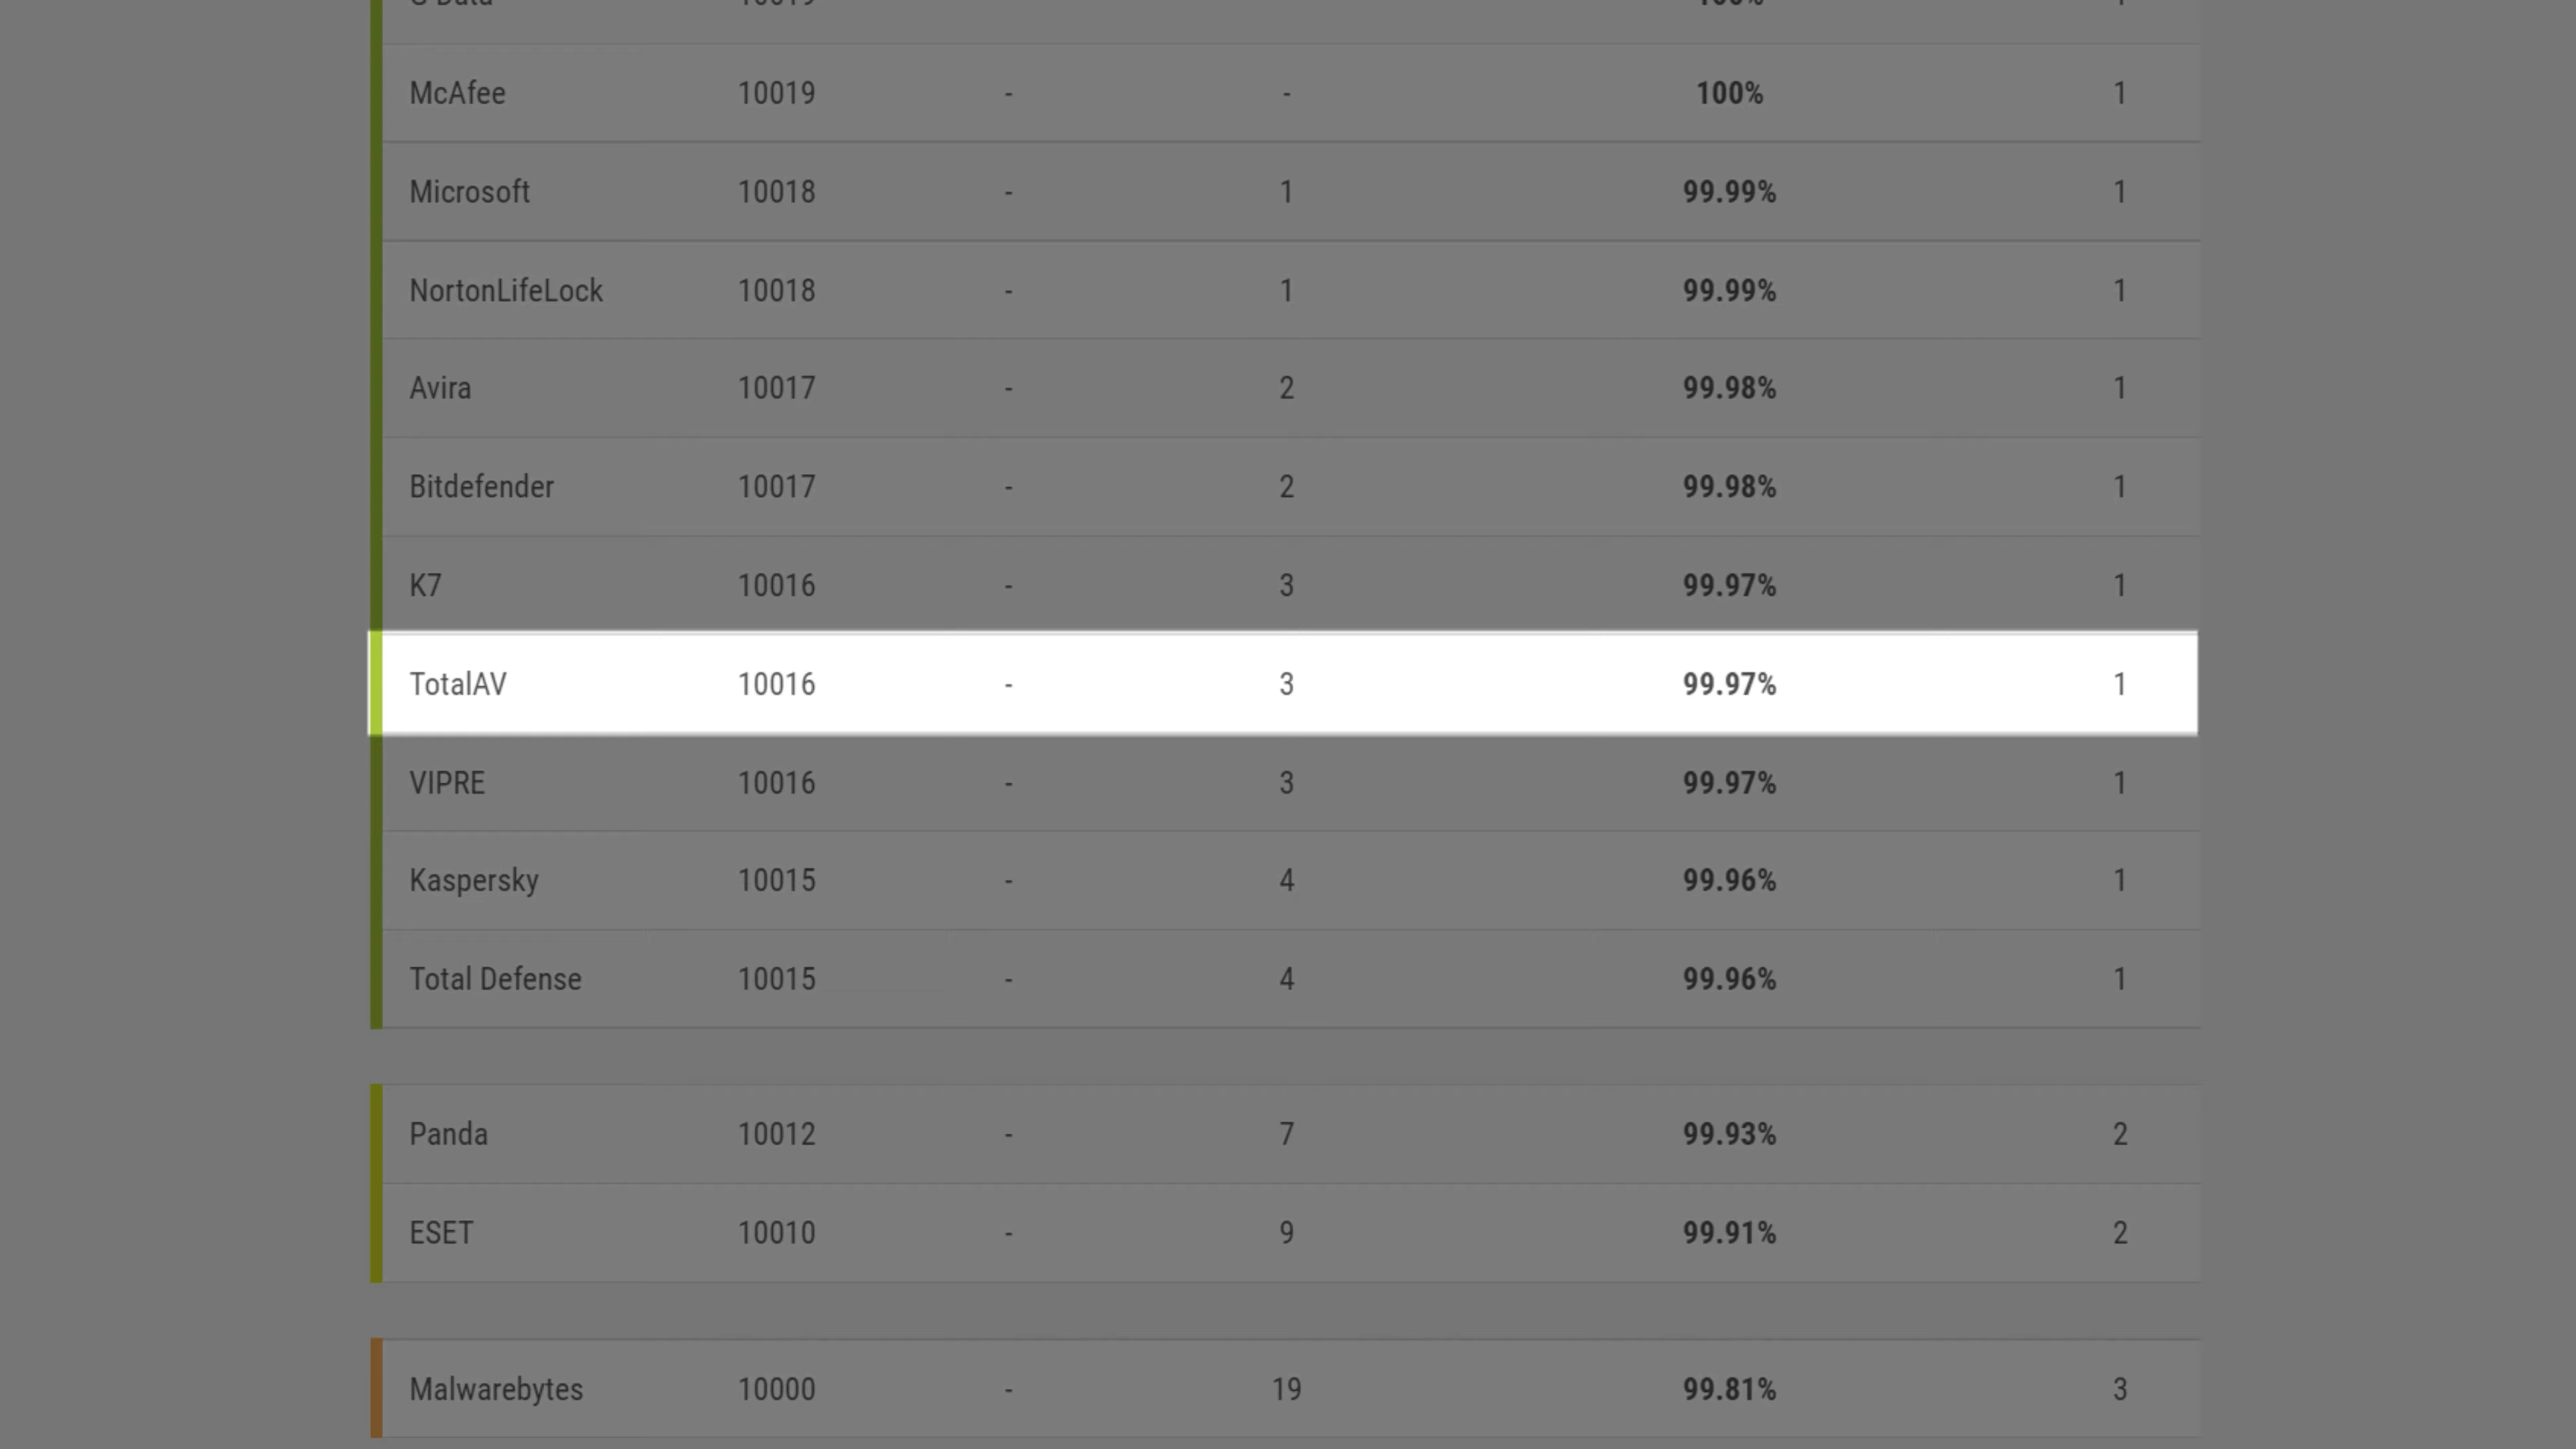 McAfee 10019 - - 100% 1
Microsoft 10018 - 1 99.99% 1
NortonLifeLock 10018 - 1 99.99% 1
Avira 10017 - 2 99.98% 1
Bitdefender 10017 - 2 99.98% 1
K7 10016 - 3 99.97% 1
TotalAV 10016 - 3 99.97% 1
VIPRE 10016 - 3 99.97% 1
Kaspersky 10015 - 4 99.96% 1
Total Defense 10015 - 4 99.96% 1
Panda 10012 - 7 99.93% 2
ESET 10010 - 9 99.91% 2
Malwarebytes 10000 - 19 99.81% 3